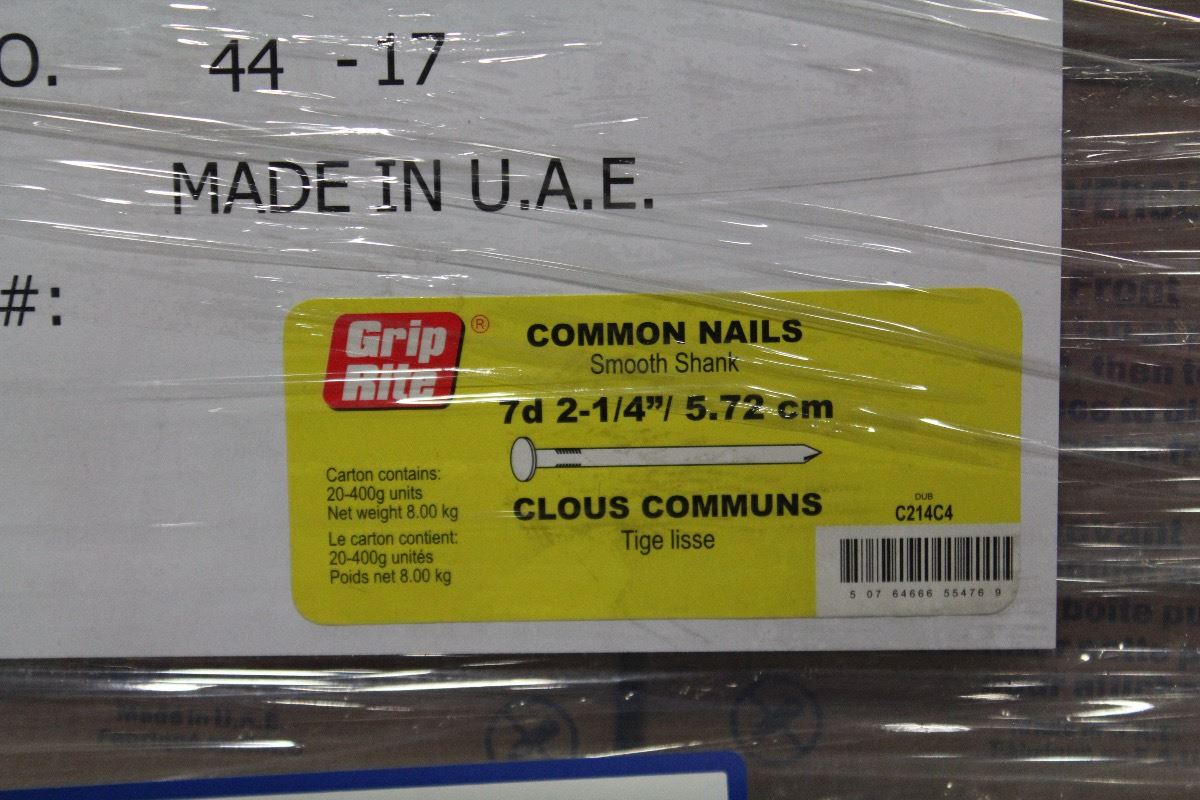 O. 44 - 17
MADE IN U.A.E.
#:
Grip
Rite ®
COMMON NAILS
Smooth Shank
7d 2-1/4”/ 5.72 cm
Carton contains:
20-400g units
Net weight 8.00 kg
Le carton contient:
20-400g unités
Poids net 8.00 kg
CLOUS COMMUNS
Tige lisse
DUB
C214C4
5 07 64666 55476 9
Made in U.A.E